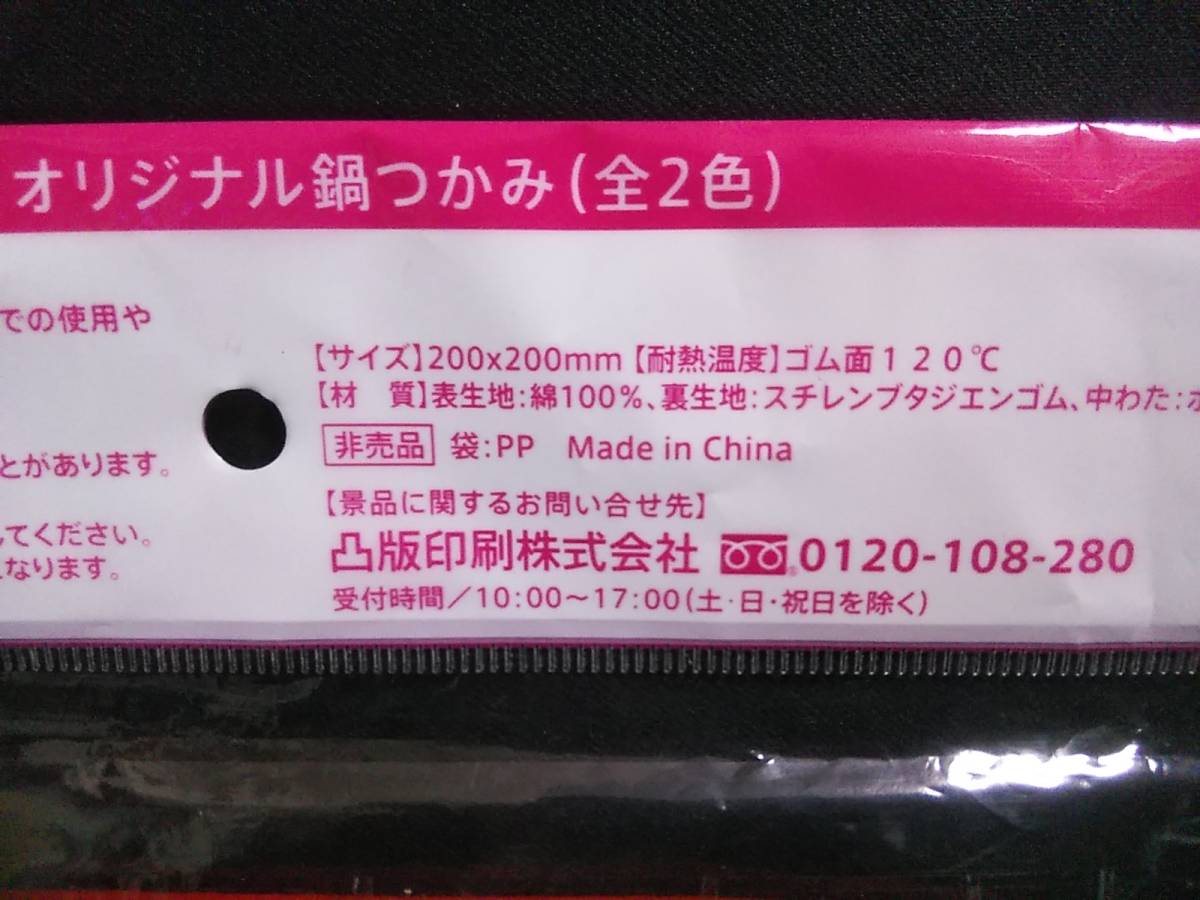 オリジナル鍋つかみ(全2色)
での使用や
とがあります。
てください。
なります。
【サイズ】200x200mm【耐熱温度】ゴム面１２０℃
【材　質】表生地:綿100%、裏生地:スチレンブタジエンゴム、中わた:ポ
非売品 袋:PP Made in China
【景品に関するお問い合せ先】
凸版印刷株式会社 0120-108-280
受付時間／10:00〜17:00(土・日・祝日を除く)